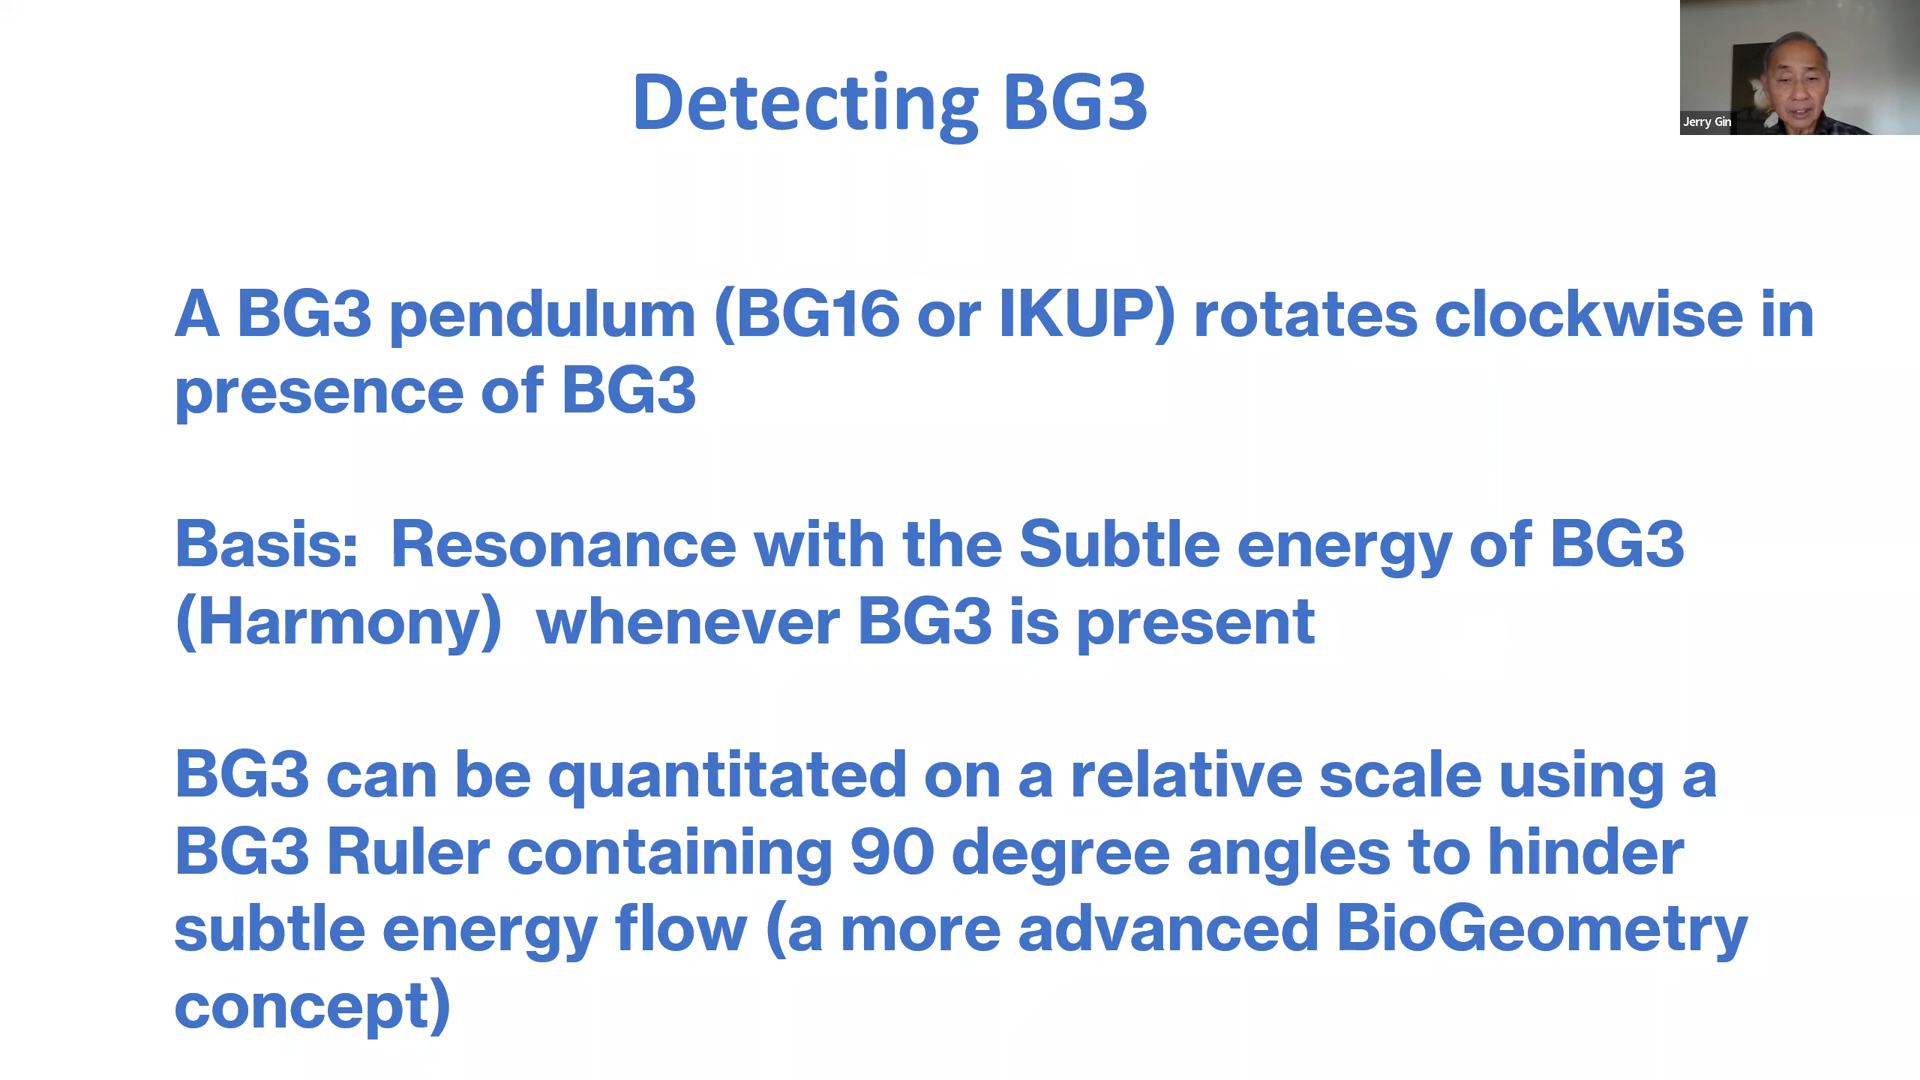 Detecting BG3
Jerry Gin
A BG3 pendulum (BG16 or IKUP) rotates clockwise in
presence of BG3
Basis:  Resonance with the Subtle energy of BG3
(Harmony)  whenever BG3 is present
BG3 can be quantitated on a relative scale using a
BG3 Ruler containing 90 degree angles to hinder
subtle energy flow (a more advanced BioGeometry
concept)